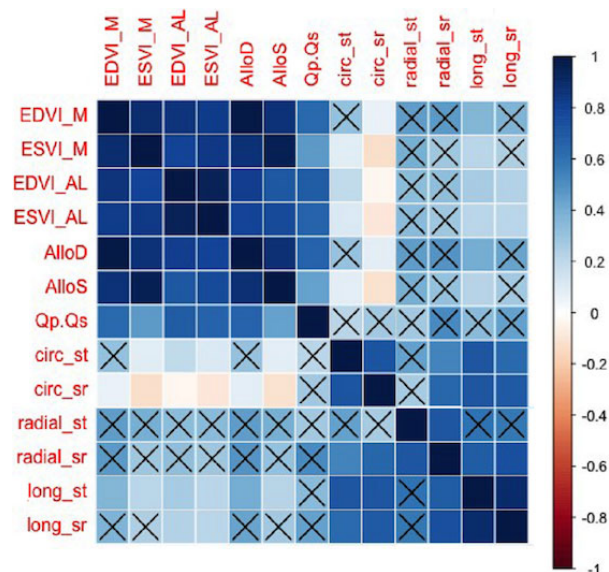 EDVI_M
ESVI_M
EDVI_AL
ESVI_AL
AlloD
AlloS
Qp.Qs
circ_st
circ_sr
radial_st
radial_sr
long_st
long_sr
EDVI_M
ESVI_M
EDVI_AL
ESVI_AL
AlloD
AlloS
Qp.Qs
circ_st
circ_sr
radial_st
radial_sr
long_st
long_sr
1
0.8
0.6
0.4
0.2
0
-0.2
-0.4
-0.6
-0.8
-1